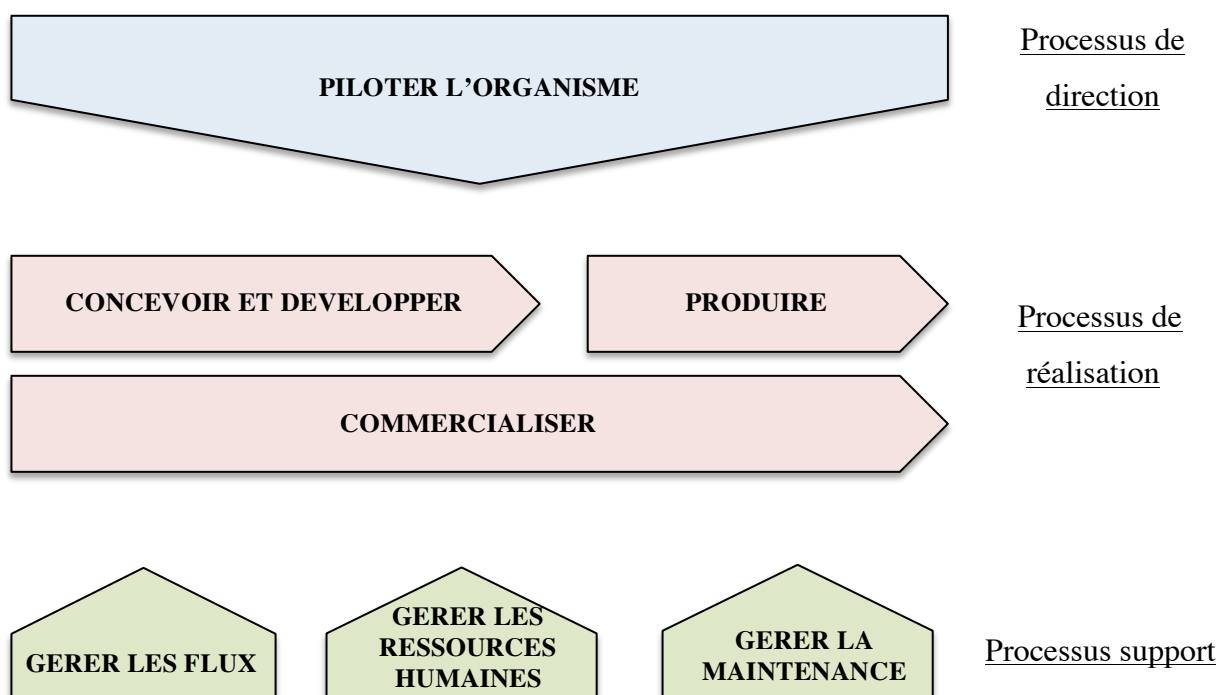 PILOTER L’ORGANISME
Processus de
direction
CONCEVOIR ET DEVELOPPER
PRODUIRE
COMMERCIALISER
Processus de
réalisation
GERER LES FLUX
GERER LES
RESSOURCES
HUMAINES
GERER LA
MAINTENANCE
Processus support